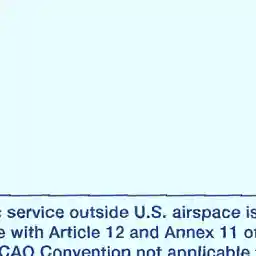 service outside U.S. airspace is
with Article 12 and Annex 11 of
CAO Convention not applicable